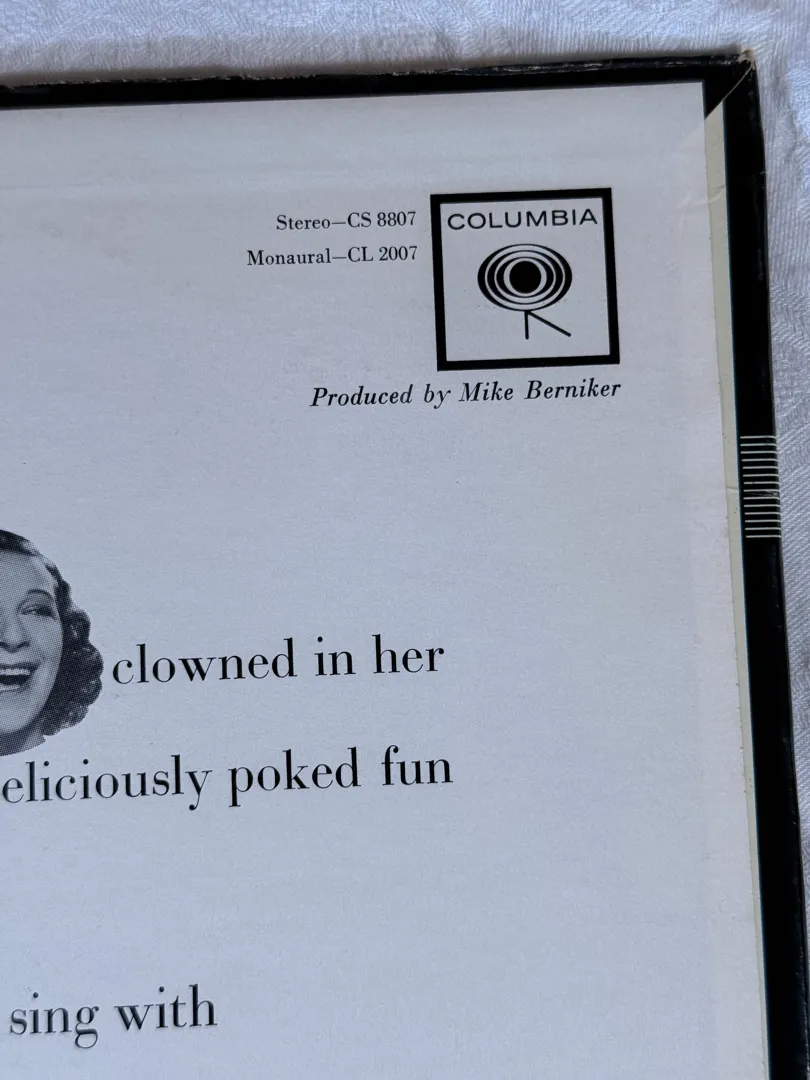 Stereo—CS 8807
Monaural—CL 2007
COLUMBIA
Produced by Mike Berniker
clowned in her
eliciously poked fun
sing with